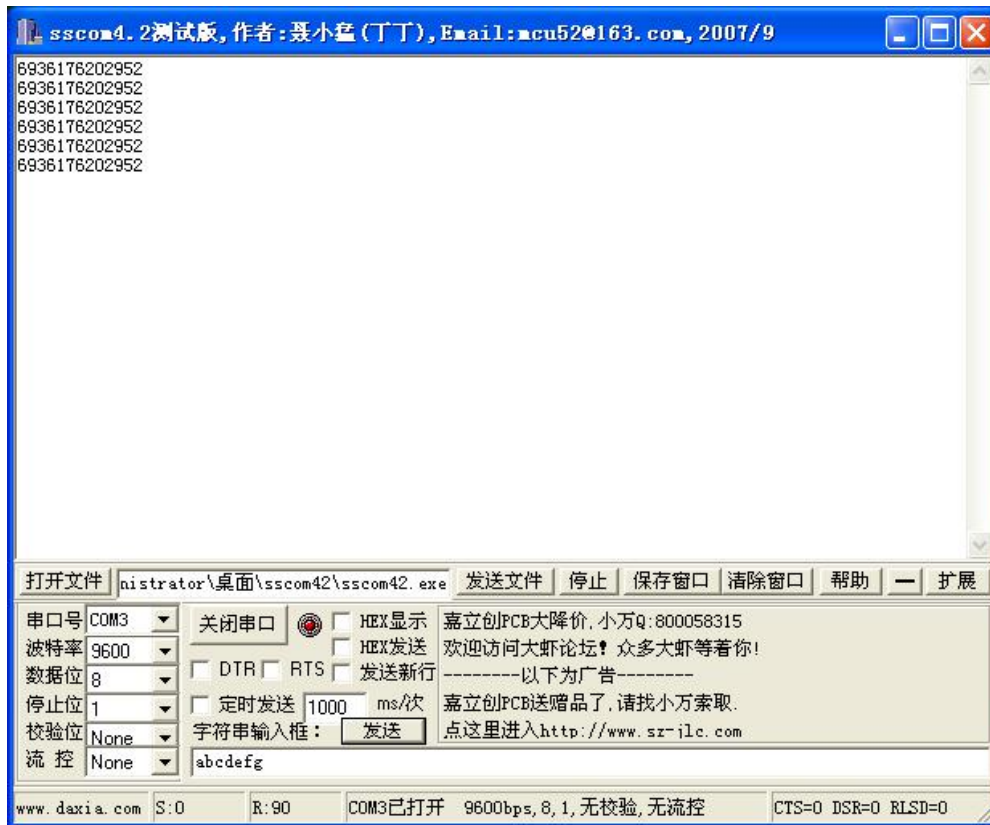 sscom4.2测试版,作者:聂小猛(丁丁),Email:mcu52@163.com,2007/9
6936176202952
6936176202952
6936176202952
6936176202952
6936176202952
6936176202952
打开文件 nistrator\桌面\sscom42\sscom42.exe 发送文件 停止 保存窗口 清除窗口 帮助 — 扩展
串口号 COM3 关闭串口 HEX显示 嘉立创PCB大降价,小万Q:800058315
波特率 9600 HEX发送 欢迎访问大虾论坛! 众多大虾等着你!
数据位 8 DTR RTS 发送新行 --------以下为广告--------
停止位 1 定时发送 1000 ms/次 嘉立创PCB送赠品了,请找小万索取.
校验位 None 字符串输入框: 发送 点这里进入http://www.sz-jlc.com
流 控 None abcdefg
www.daxia.com S:0 R:90 COM3已打开 9600bps,8,1,无校验,无流控 CTS=0 DSR=0 RLSD=0